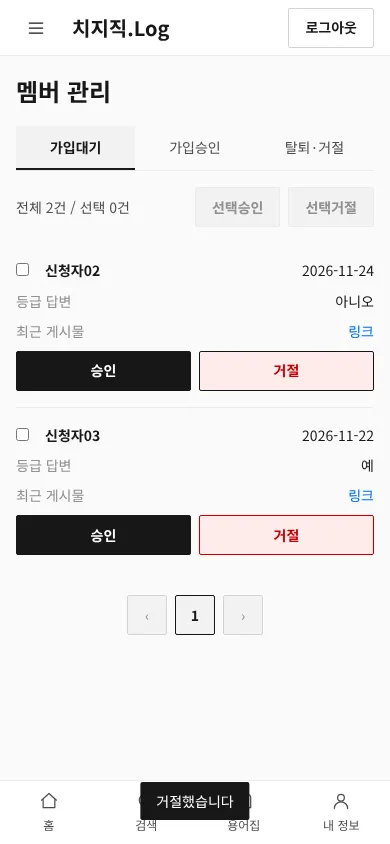 치지직.Log
로그아웃
멤버 관리
가입대기
가입승인
탈퇴·거절
전체 2건 / 선택 0건
선택승인
선택거절
신청자02
2026-11-24
등급 답변
아니오
최근 게시물
링크
승인
거절
신청자03
2026-11-22
등급 답변
예
최근 게시물
링크
승인
거절
‹
1
›
거절했습니다
홈
검색
용어집
내 정보